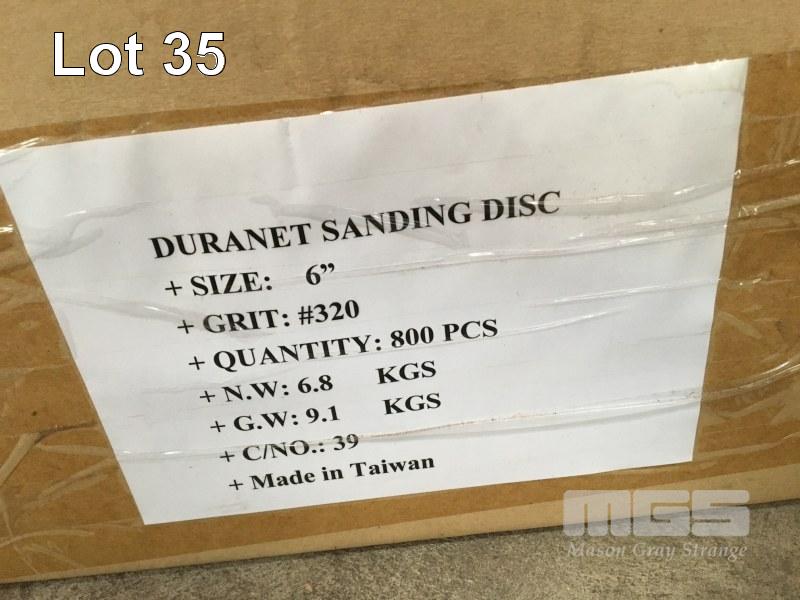 Lot 35
DURANET SANDING DISC
+ SIZE: 6”
+ GRIT: #320
+ QUANTITY: 800 PCS
+ N.W: 6.8 KGS
+ G.W: 9.1 KGS
+ C/NO.: 39
+ Made in Taiwan
MGS
Mason Gray Strange